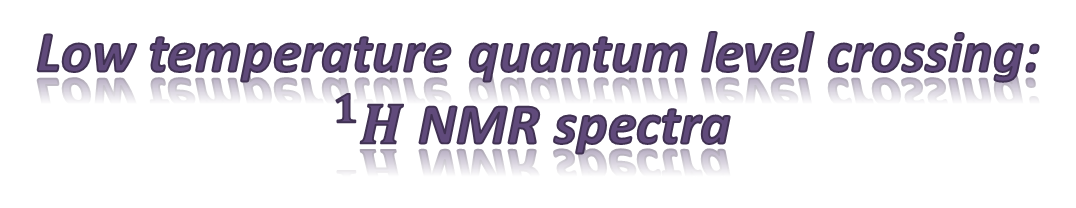 Low temperature quantum level crossing:
¹H NMR spectra